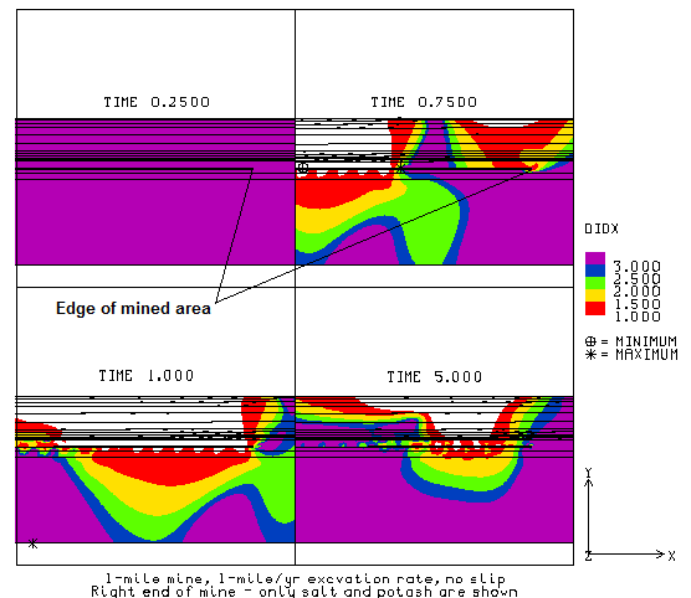 TIME 0.2500
TIME 0.7500
Edge of mined area
DIDX
3.000
2.500
2.000
1.500
1.000
⊕ = MINIMUM
* = MAXIMUM
TIME 1.000
TIME 5.000
Y
Z
X
1-mile mine, 1-mile/yr excvation rate, no slip
Right end of mine - only salt and potash are shown